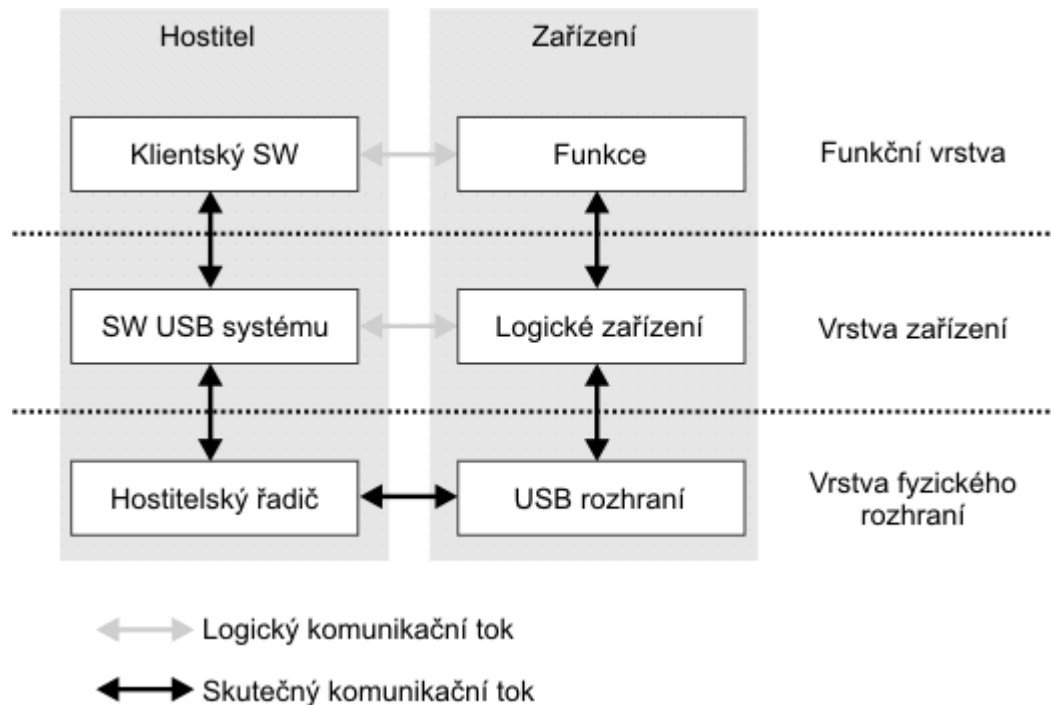 Hostitel
Zařízení
Klientský SW
Funkce
Funkční vrstva
SW USB systému
Logické zařízení
Vrstva zařízení
Hostitelský řadič
USB rozhraní
Vrstva fyzického
rozhraní
Logický komunikační tok
Skutečný komunikační tok